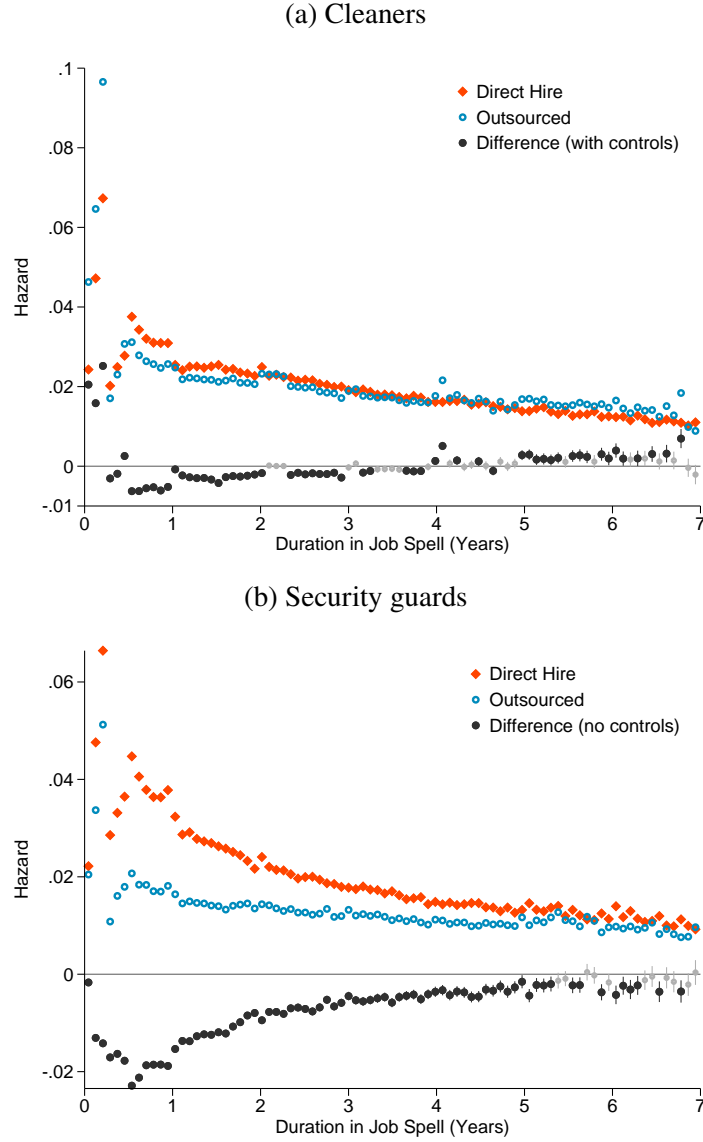 (a) Cleaners
.1
Direct Hire
Outsourced
.08
Difference (with controls)
.06
Hazard
.04
.02
0
-.01
0 1 2 3 4 5 6 7
Duration in Job Spell (Years)
(b) Security guards
Direct Hire
.06
Outsourced
Difference (no controls)
.04
Hazard
.02
0
-.02
0 1 2 3 4 5 6 7
Duration in Job Spell (Years)